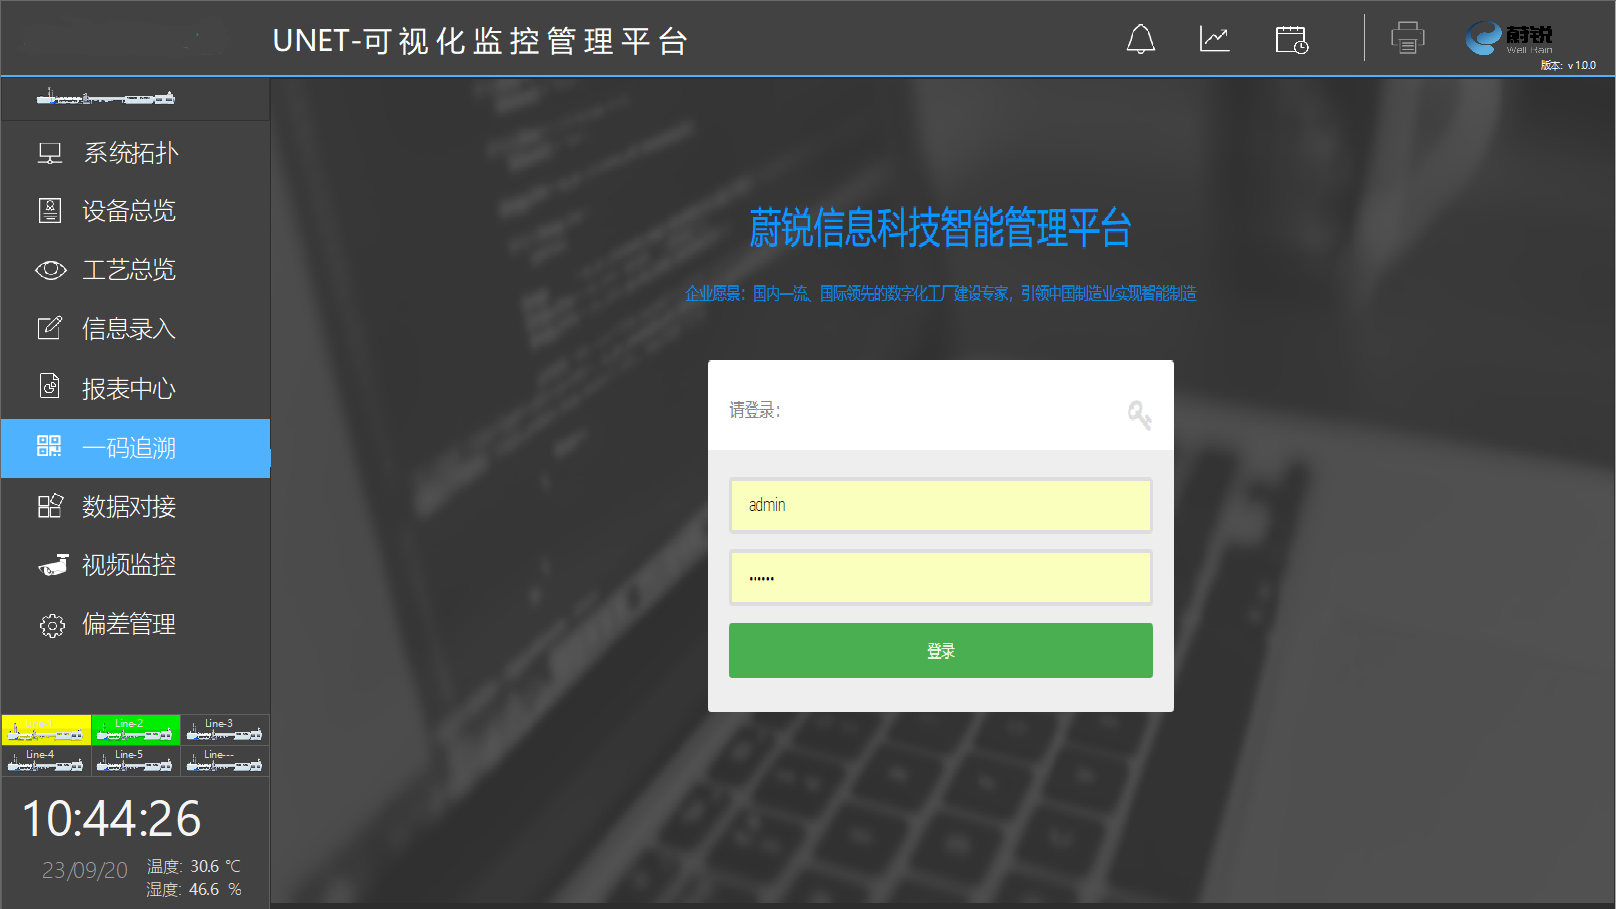 UNET-可视化监控管理平台
蔚锐
Well Rain
版本: v 1.0.0
系统拓扑
设备总览
工艺总览
信息录入
报表中心
一码追溯
数据对接
视频监控
偏差管理
蔚锐信息科技智能管理平台
企业愿景：国内一流、国际领先的数字化工厂建设专家，引领中国制造业实现智能制造
请登录：
admin
••••••
登录
Line-1 Line-2 Line-3
Line-4 Line-5 Line---
10:44:26
23/09/20
温度: 30.6 ℃
湿度: 46.6 %